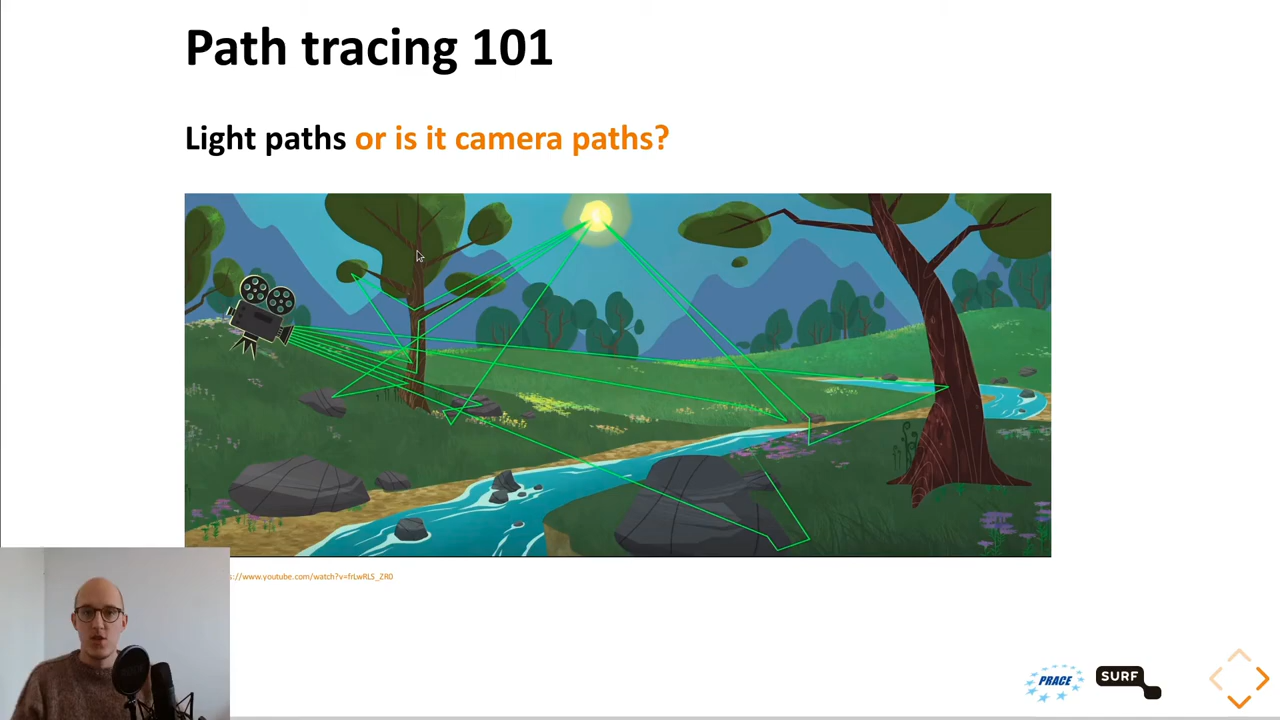 Path tracing 101
Light paths or is it camera paths?
s://www.youtube.com/watch?v=frLwRLS_ZR0
PRACE
SURF